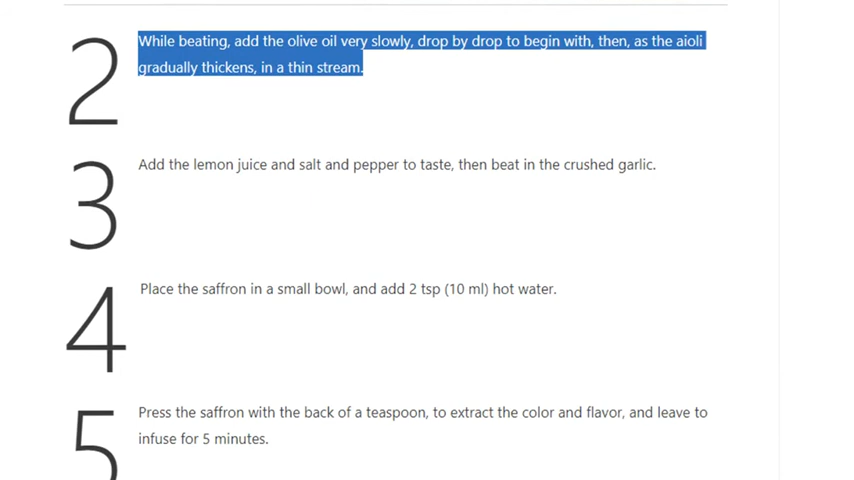 2
While beating, add the olive oil very slowly, drop by drop to begin with, then, as the aioli
gradually thickens, in a thin stream.
3
Add the lemon juice and salt and pepper to taste, then beat in the crushed garlic.
4
Place the saffron in a small bowl, and add 2 tsp (10 ml) hot water.
5
Press the saffron with the back of a teaspoon, to extract the color and flavor, and leave to
infuse for 5 minutes.